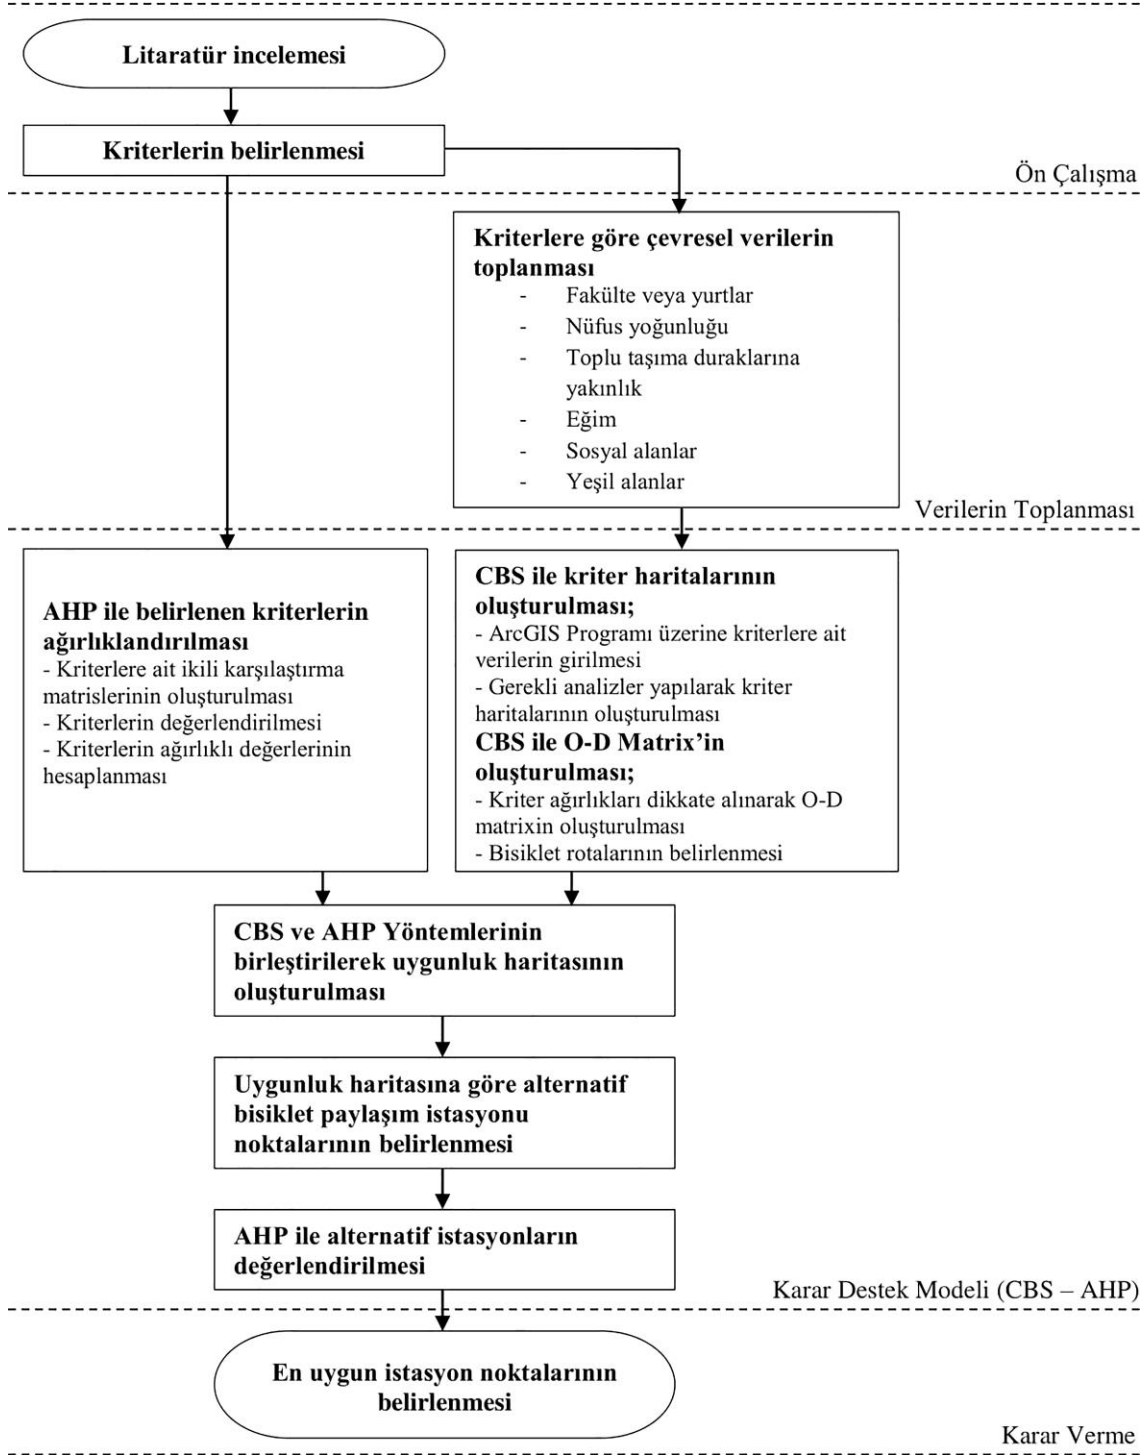 Litaratür incelemesi
Kriterlerin belirlenmesi
Ön Çalışma
Kriterlere göre çevresel verilerin
toplanması
- Fakülte veya yurtlar
- Nüfus yoğunluğu
- Toplu taşıma duraklarına
yakınlık
- Eğim
- Sosyal alanlar
- Yeşil alanlar
Verilerin Toplanması
AHP ile belirlenen kriterlerin
ağırlıklandırılması
- Kriterlere ait ikili karşılaştırma
matrislerinin oluşturulması
- Kriterlerin değerlendirilmesi
- Kriterlerin ağırlıklı değerlerinin
hesaplanması
CBS ile kriter haritalarının
oluşturulması;
- ArcGIS Programı üzerine kriterlere ait
verilerin girilmesi
- Gerekli analizler yapılarak kriter
haritalarının oluşturulması
CBS ile O-D Matrix’in
oluşturulması;
- Kriter ağırlıkları dikkate alınarak O-D
matrixin oluşturulması
- Bisiklet rotalarının belirlenmesi
CBS ve AHP Yöntemlerinin
birleştirilerek uygunluk haritasının
oluşturulması
Uygunluk haritasına göre alternatif
bisiklet paylaşım istasyonu
noktalarının belirlenmesi
AHP ile alternatif istasyonların
değerlendirilmesi
Karar Destek Modeli (CBS – AHP)
En uygun istasyon noktalarının
belirlenmesi
Karar Verme